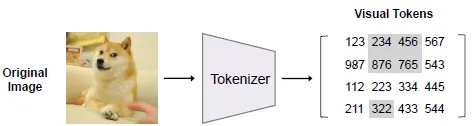 Visual Tokens
Original
Image
Tokenizer
123 234 456 567
987 876 765 543
112 223 334 445
211 322 433 544